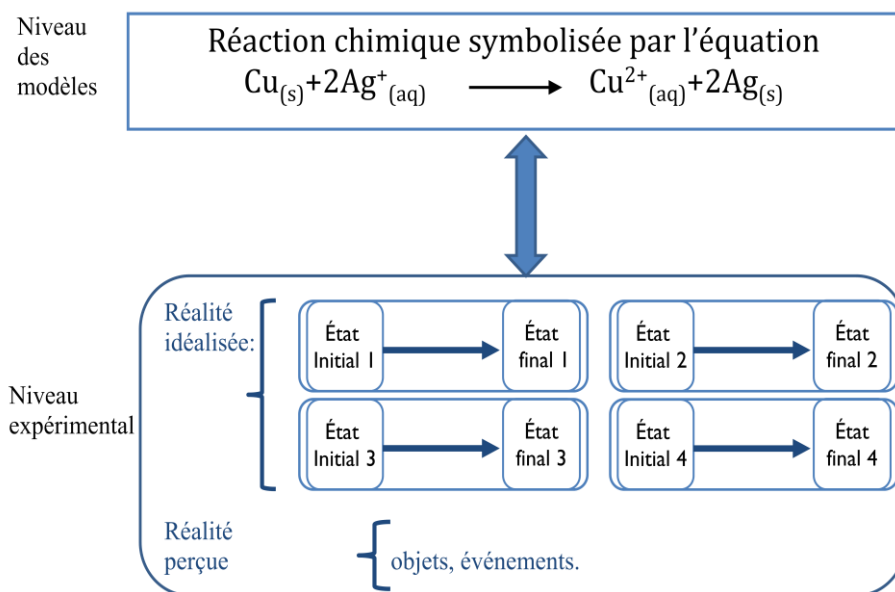 Niveau
des
modèles
Réaction chimique symbolisée par l’équation
Cu(s)+2Ag⁺(aq) → Cu²⁺(aq)+2Ag(s)
Niveau
expérimental
Réalité
idéalisée:
État
Initial 1
État
final 1
État
Initial 2
État
final 2
État
Initial 3
État
final 3
État
Initial 4
État
final 4
Réalité
perçue
objets, événements.